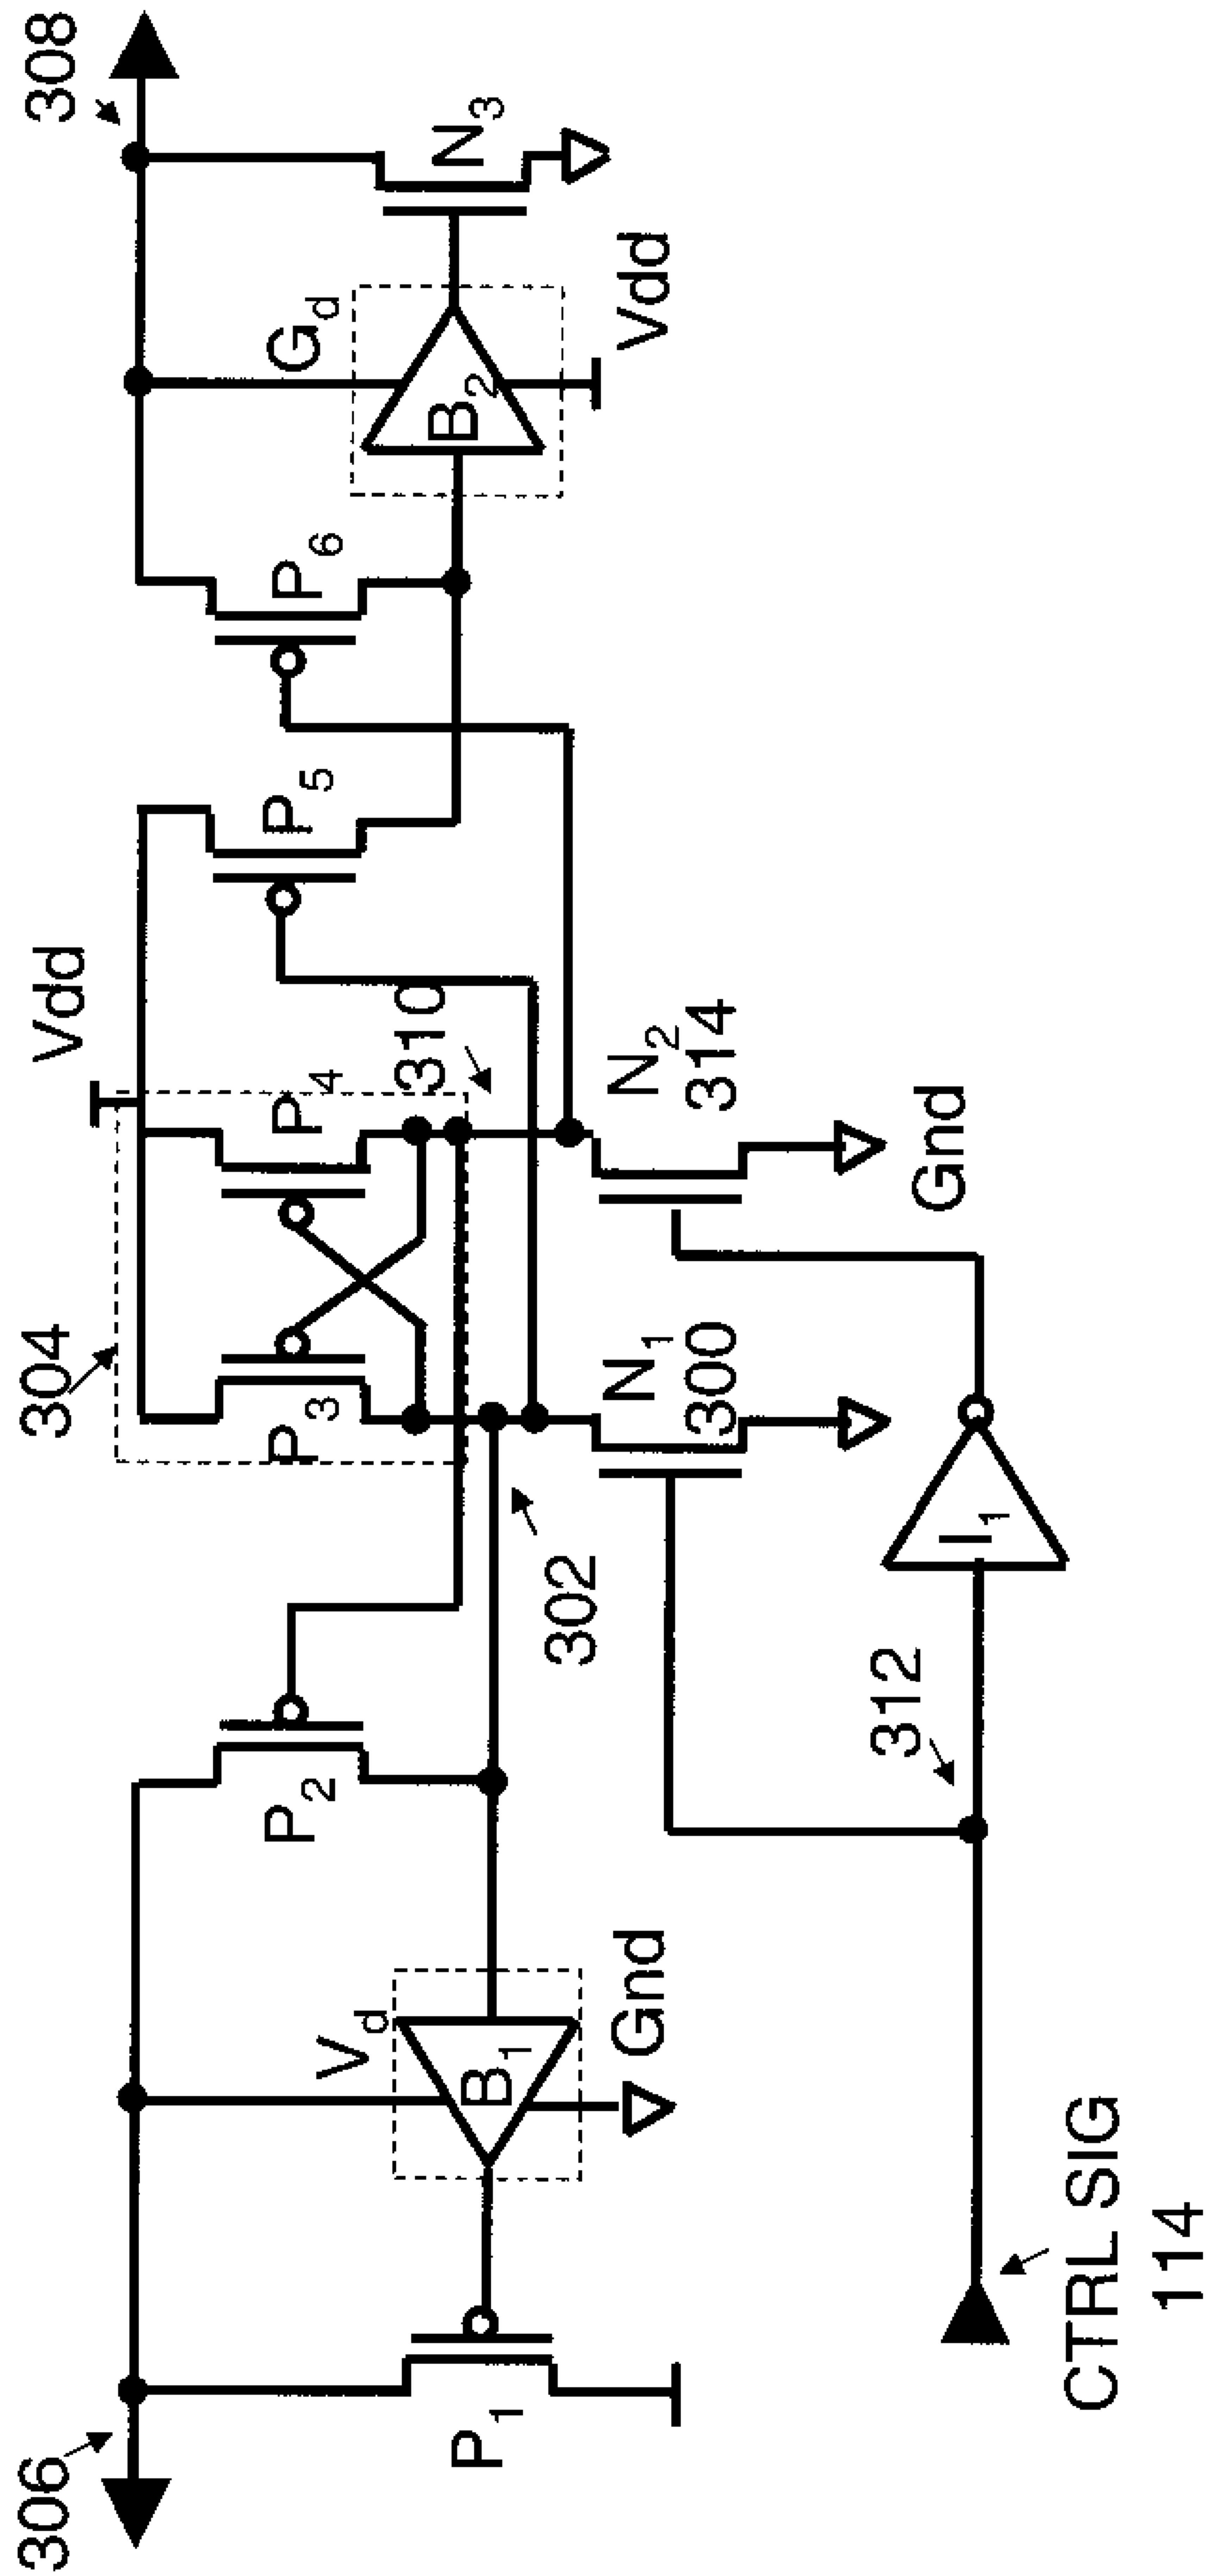 306
304
Vdd
308
P1
Vd
B1
Gnd
P2
P3
P4
P5
P6
Gd
B2
N3
Vdd
310
302
N1
300
N2
314
Gnd
312
I1
CTRL SIG
114